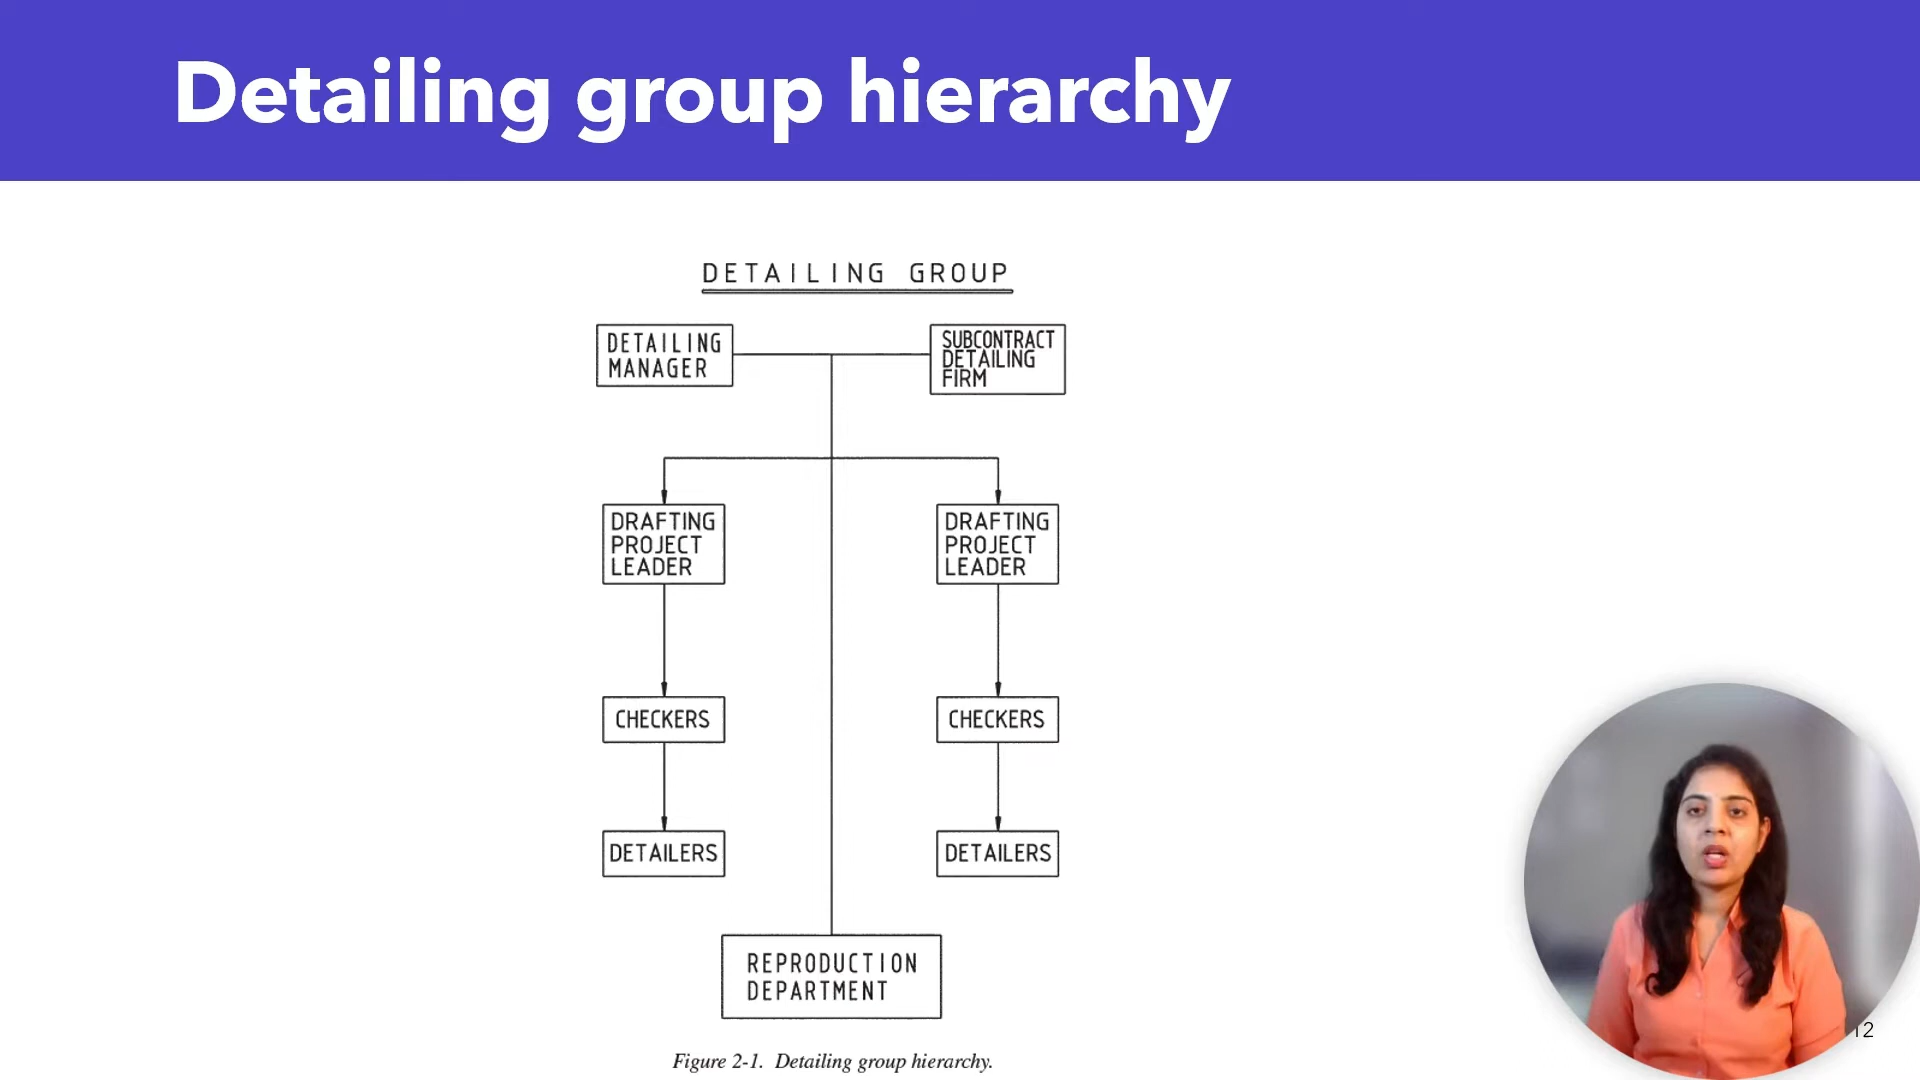 Detailing group hierarchy
DETAILING GROUP
DETAILING
MANAGER
SUBCONTRACT
DETAILING
FIRM
DRAFTING
PROJECT
LEADER
DRAFTING
PROJECT
LEADER
CHECKERS
CHECKERS
DETAILERS
DETAILERS
REPRODUCTION
DEPARTMENT
Figure 2-1. Detailing group hierarchy.
12